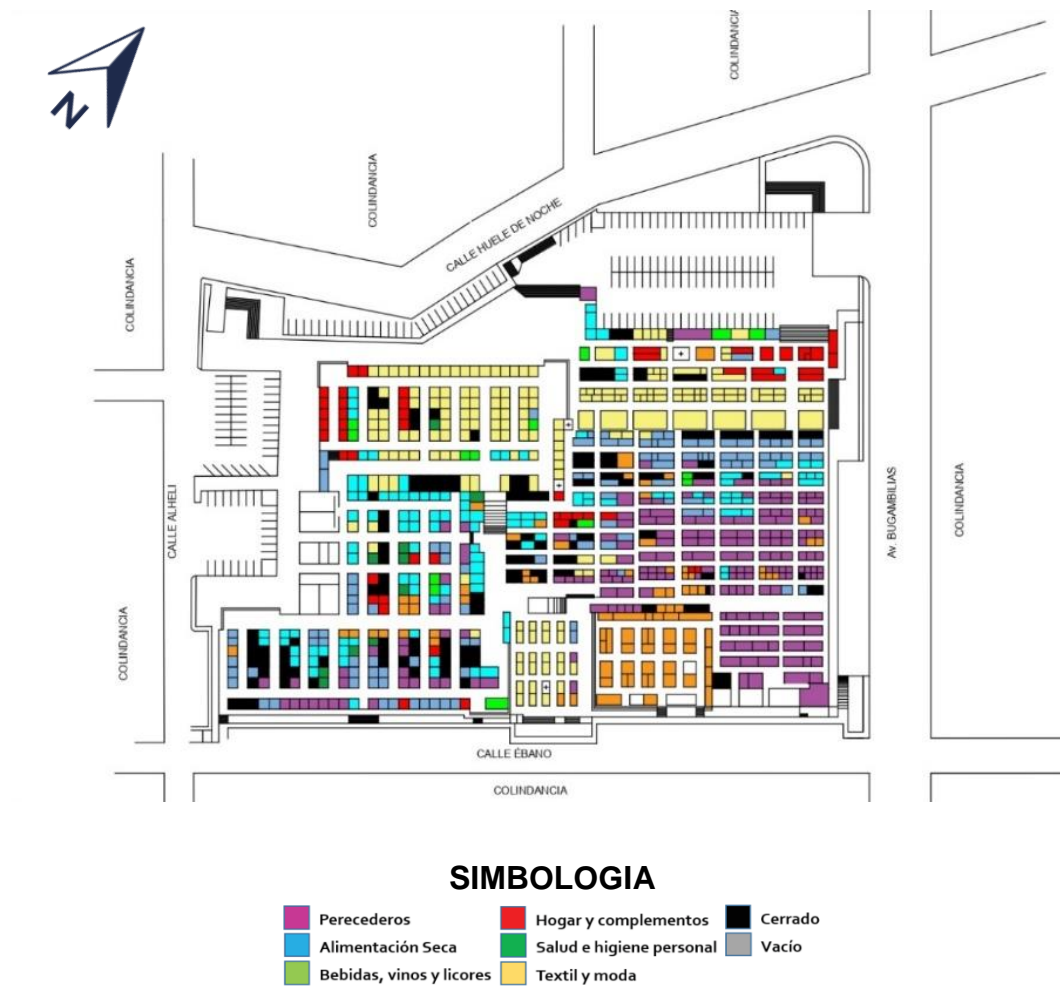 COLINDANCIA
N
COLINDANCIA
CALLE HUELE DE NOCHE
COLINDANCIA
CALLE ALHELI
Av. BUGAMBILIAS
COLINDANCIA
COLINDANCIA
CALLE ÉBANO
COLINDANCIA
SIMBOLOGIA
Perecederos
Hogar y complementos
Cerrado
Alimentación Seca
Salud e higiene personal
Vacío
Bebidas, vinos y licores
Textil y moda